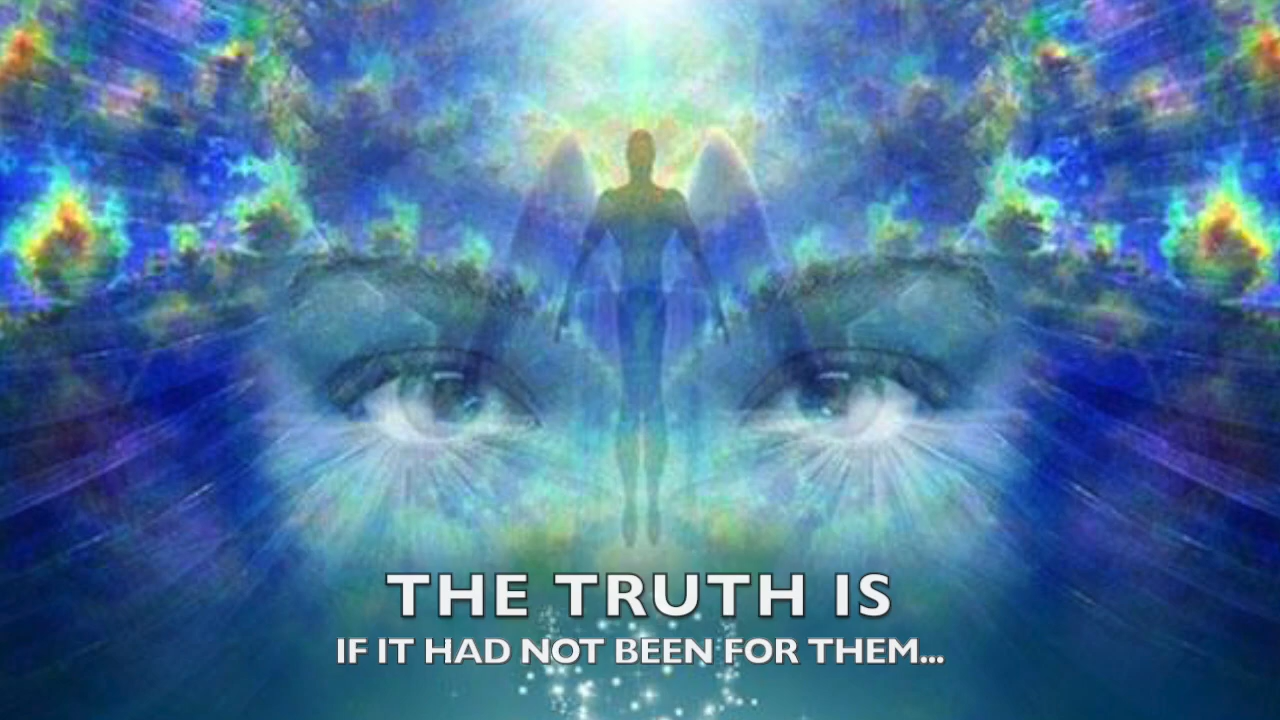 THE TRUTH IS
IF IT HAD NOT BEEN FOR THEM...